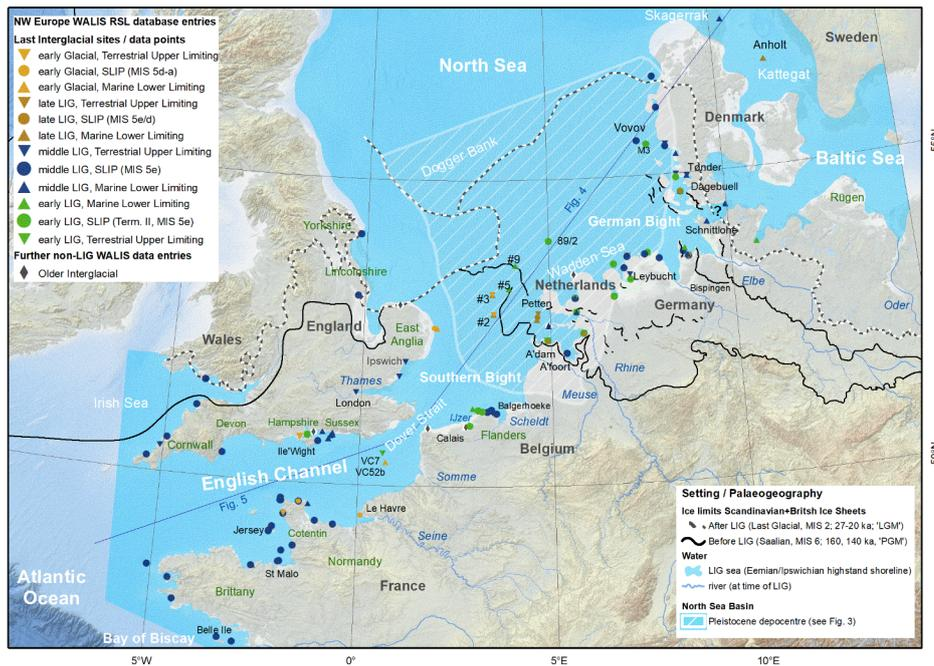 NW Europe WALIS RSL database entries
Last Interglacial sites / data points
early Glacial, Terrestrial Upper Limiting
early Glacial, SLIP (MIS 5d-a)
early Glacial, Marine Lower Limiting
late LIG, Terrestrial Upper Limiting
late LIG, SLIP (MIS 5e/d)
late LIG, Marine Lower Limiting
middle LIG, Terrestrial Upper Limiting
middle LIG, SLIP (MIS 5e)
middle LIG, Marine Lower Limiting
early LIG, Marine Lower Limiting
early LIG, SLIP (Term. II, MIS 5e)
early LIG, Terrestrial Upper Limiting
Further non-LIG WALIS data entries
Older Interglacial
Skagerrak
Sweden
Anholt
Kattegat
North Sea
Denmark
Vovov
M3
Dogger Bank
Baltic Sea
Tønder
Dagebuell
Fig. 4
Rügen
?
German Bight
Schnittlohe
Yorkshire
89/2
Wadden Sea
#9
Lincolnshire
Leybucht
Bispingen
Elbe
Netherlands
#5
#3
Petten
Germany
Oder
#2
England
East
Anglia
Wales
A'dam
A'foort
Rhine
Ipswich
Thames
Southern Bight
Meuse
London
Irish Sea
Balgerhoeke
IJzer
Scheldt
Dover Strait
Devon
Hampshire
Sussex
Calais
Flanders
Cornwall
Ile'Wight
Belgium
VC7
VC52b
English Channel
Somme
Fig. 5
Le Havre
Jersey
Cotentin
Seine
Normandy
St Malo
France
Atlantic
Ocean
Brittany
Belle Ile
Bay of Biscay
Setting / Palaeogeography
Ice limits Scandinavian+Britsh Ice Sheets
After LIG (Last Glacial, MIS 2; 27-20 ka; 'LGM')
Before LIG (Saalian, MIS 6; 160, 140 ka, 'PGM')
Water
LIG sea (Eemian/Ipswichian highstand shoreline)
river (at time of LIG)
North Sea Basin
Pleistocene depocentre (see Fig. 3)
5°W
0°
5°E
10°E